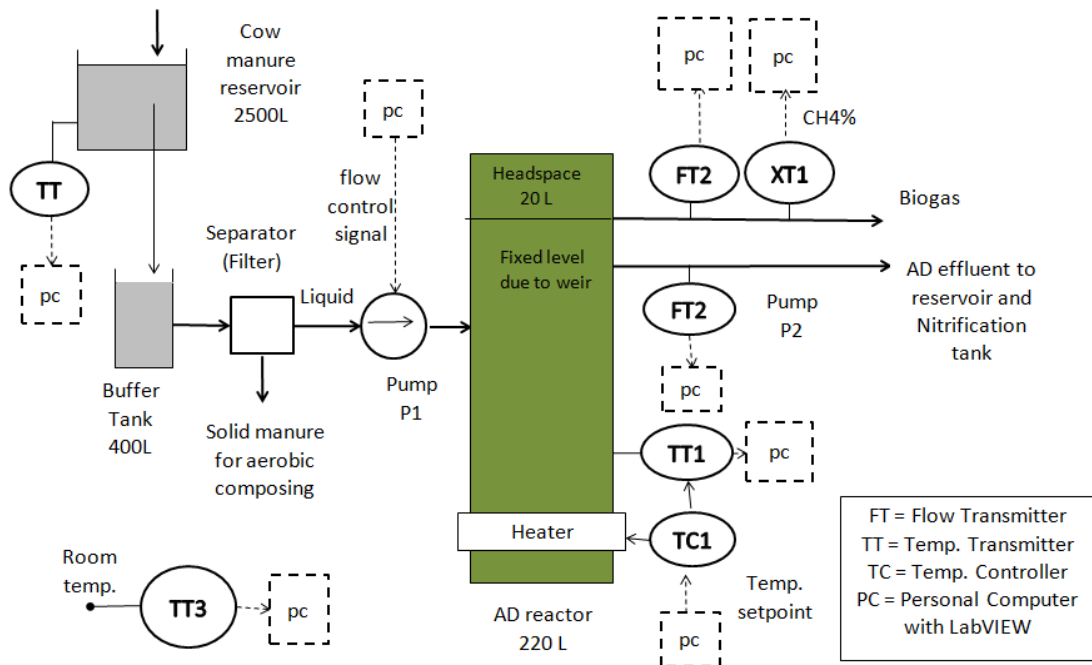 Cow
manure
reservoir
2500L
TT
pc
Buffer
Tank
400L
Separator
(Filter)
Liquid
Solid manure
for aerobic
composing
pc
flow
control
signal
Pump
P1
Headspace
20 L
Fixed level
due to weir
Heater
AD reactor
220 L
pc
pc
CH4%
FT2
XT1
Biogas
FT2
Pump
P2
AD effluent to
reservoir and
Nitrification
tank
pc
TT1
pc
TC1
Temp.
setpoint
pc
Room
temp.
TT3
pc
FT = Flow Transmitter
TT = Temp. Transmitter
TC = Temp. Controller
PC = Personal Computer
with LabVIEW